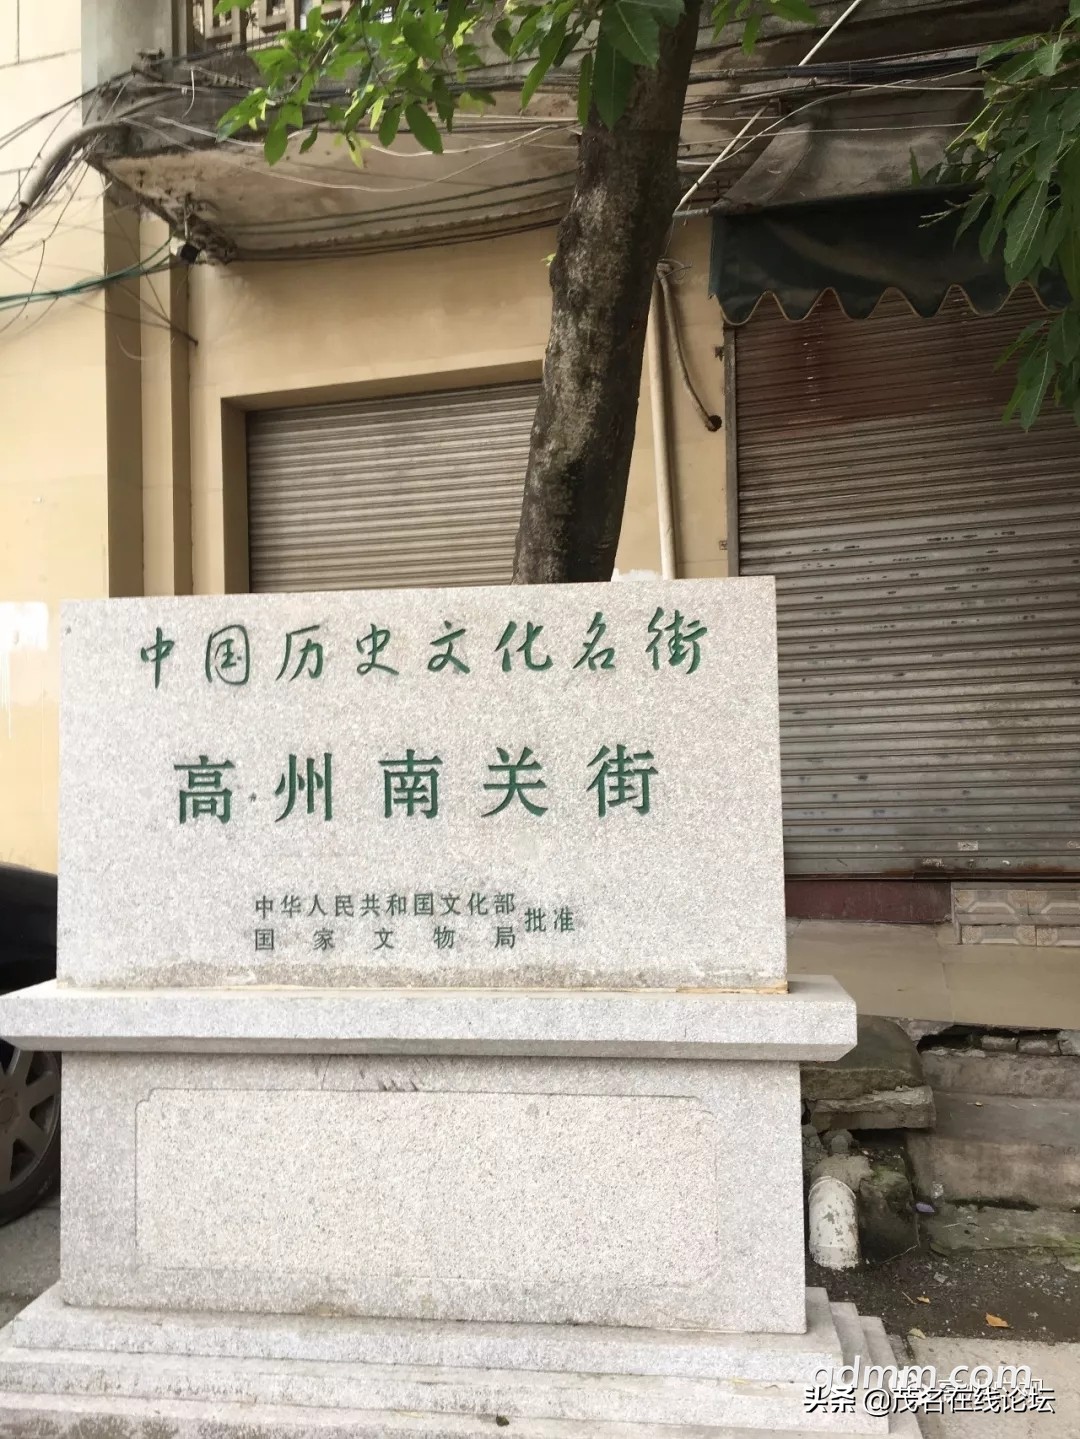 中国历史文化名街
高州南关街
中华人民共和国文化部
国家文物局
批准
gdmm.com
头条 @茂名在线论坛